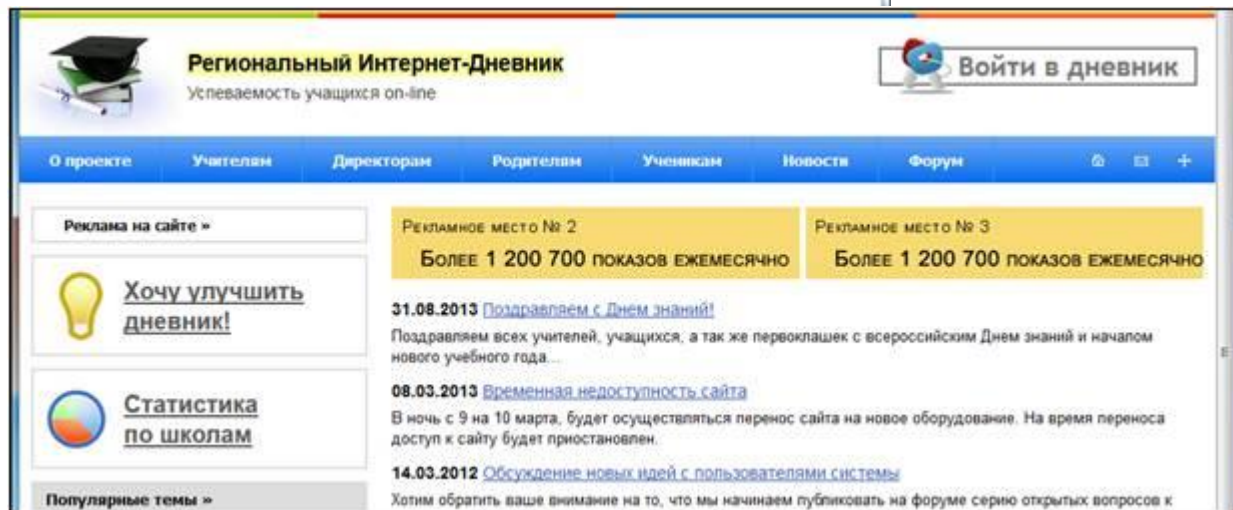 Региональный Интернет-Дневник
Успеваемость учащихся on-line
Войти в дневник
О проекте Учителям Директорам Родителям Ученикам Новости Форум
Реклама на сайте »
Хочу улучшить
дневник!
Статистика
по школам
Популярные темы »
Рекламное место № 2
Более 1 200 700 показов ежемесячно
Рекламное место № 3
Более 1 200 700 показов ежемесячно
31.08.2013 Поздравляем с Днем знаний!
Поздравляем всех учителей, учащихся, а так же первоклашек с всероссийским Днем знаний и началом
нового учебного года...
08.03.2013 Временная недоступность сайта
В ночь с 9 на 10 марта, будет осуществляться перенос сайта на новое оборудование. На время переноса
доступ к сайту будет приостановлен.
14.03.2012 Обсуждение новых идей с пользователями системы
Хотим обратить ваше внимание на то, что мы начинаем публиковать на форуме серию открытых вопросов к